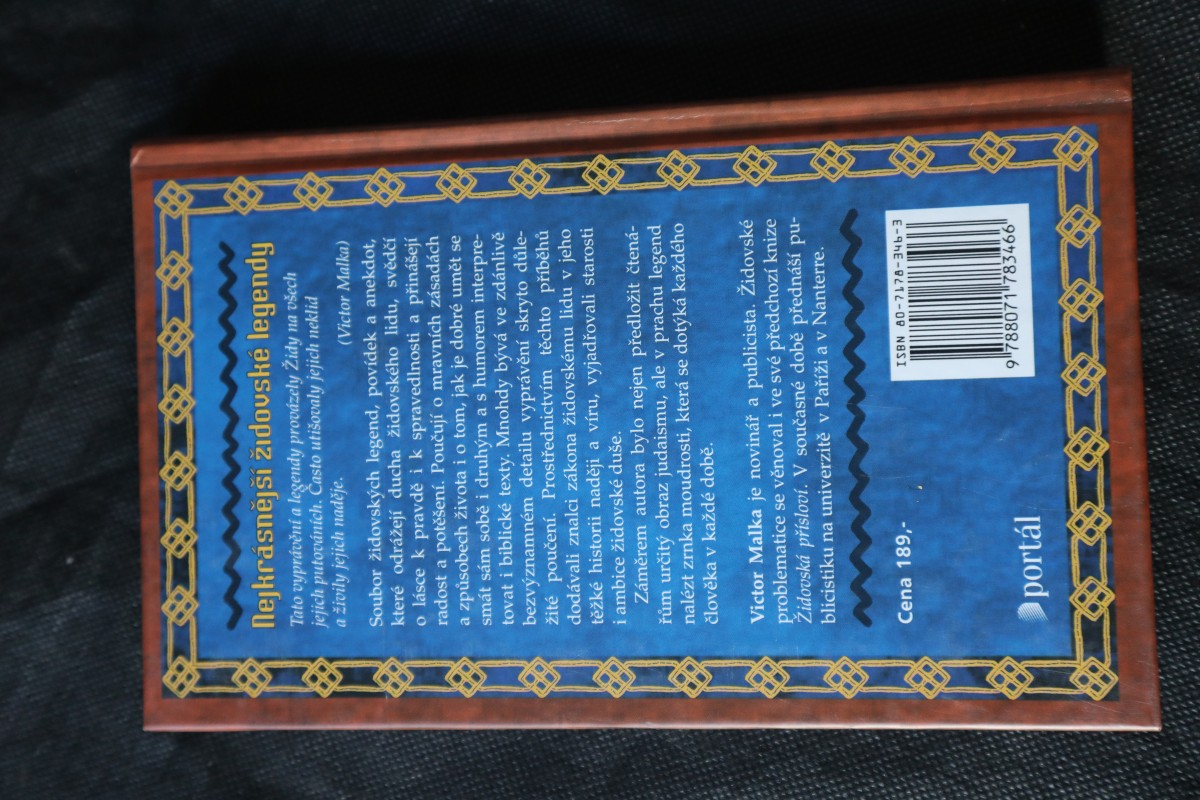 Nejkrásnější židovské legendy
Tato vyprávění a legendy provázely Židy na všech
jejich putováních. Často utišovaly jejich neklid
a živily jejich naděje.
(Victor Malka)
Soubor židovských legend, povídek a anekdot,
které odrážejí ducha židovského lidu, svědčí
o lásce k pravdě i k spravedlnosti a přinášejí
radost a potěšení. Poučují o mravních zásadách
a způsobech života i o tom, jak je dobré umět se
smát sám sobě i druhým a s humorem interpre-
tovat i biblické texty. Mnohdy bývá ve zdánlivě
bezvýznamném detailu vyprávění skryto důle-
žité poučení. Prostřednictvím těchto příběhů
dodávali znalci zákona židovskému lidu v jeho
těžké historii naději a víru, vyjadřovali starosti
i ambice židovské duše.
Záměrem autora bylo nejen předložit čtená-
řům určitý obraz judaismu, ale v prachu legend
nalézt zrnka moudrosti, která se dotýká každého
člověka v každé době.
Victor Malka je novinář a publicista. Židovské
problematice se věnoval i ve své předchozí knize
Židovská přísloví. V současné době přednáší pu-
blicistiku na univerzitě v Paříži a v Nanterre.
Cena 189,-
ISBN 80-7178-346-3
9 788071 783466
portál